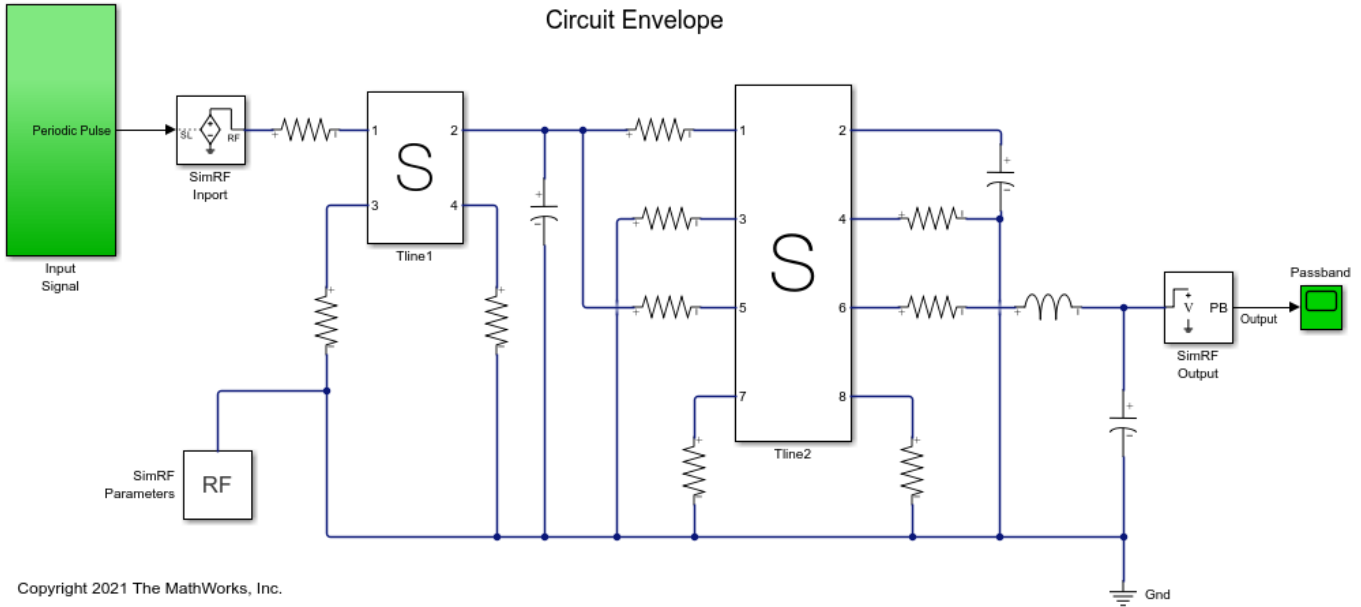 Circuit Envelope
Periodic Pulse
Input
Signal
SL
RF
SimRF
Inport
+
1
2
3
4
S
Tline1
+
-
+
1
2
3
4
5
6
7
8
S
Tline2
+
-
V
PB
SimRF
Output
Output
Passband
SimRF
Parameters
RF
Gnd
Copyright 2021 The MathWorks, Inc.